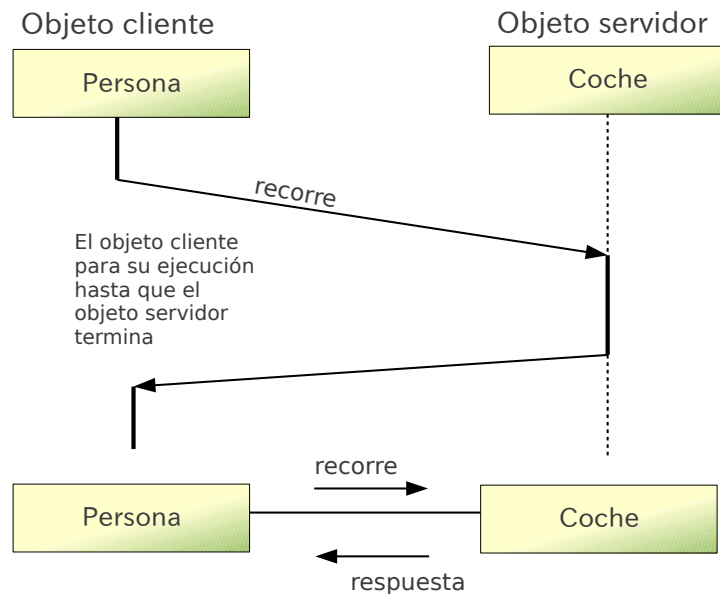 Objeto cliente
Objeto servidor
Persona
Coche
recorre
El objeto cliente
para su ejecución
hasta que el
objeto servidor
termina
recorre
Persona
Coche
respuesta